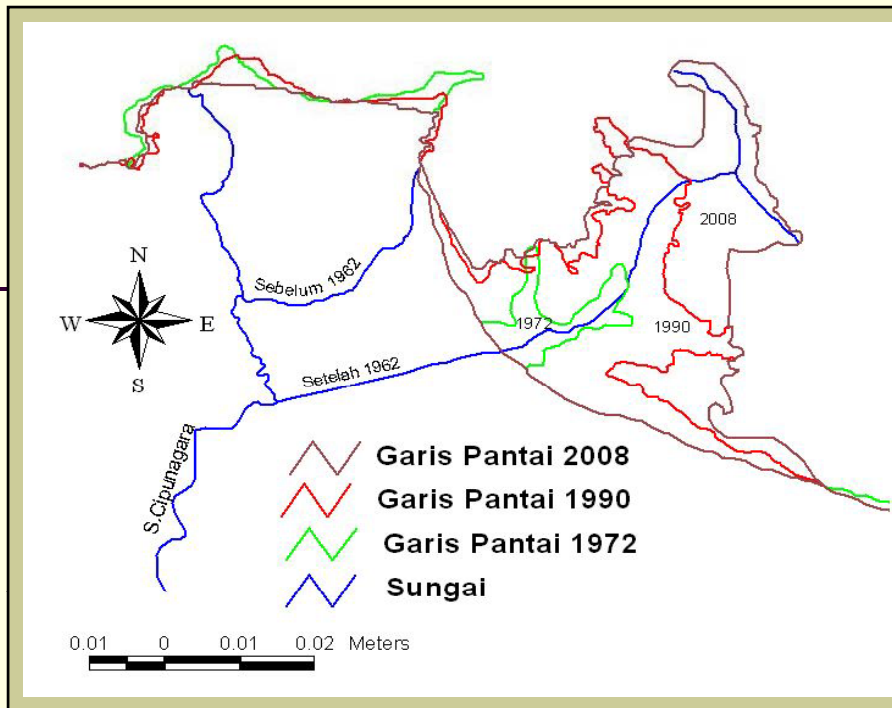 2008
Sebelum 1962
N
W E
S
1972
1990
Setelah 1962
S.Cipunagara
Garis Pantai 2008
Garis Pantai 1990
Garis Pantai 1972
Sungai
0.01 0 0.01 0.02 Meters